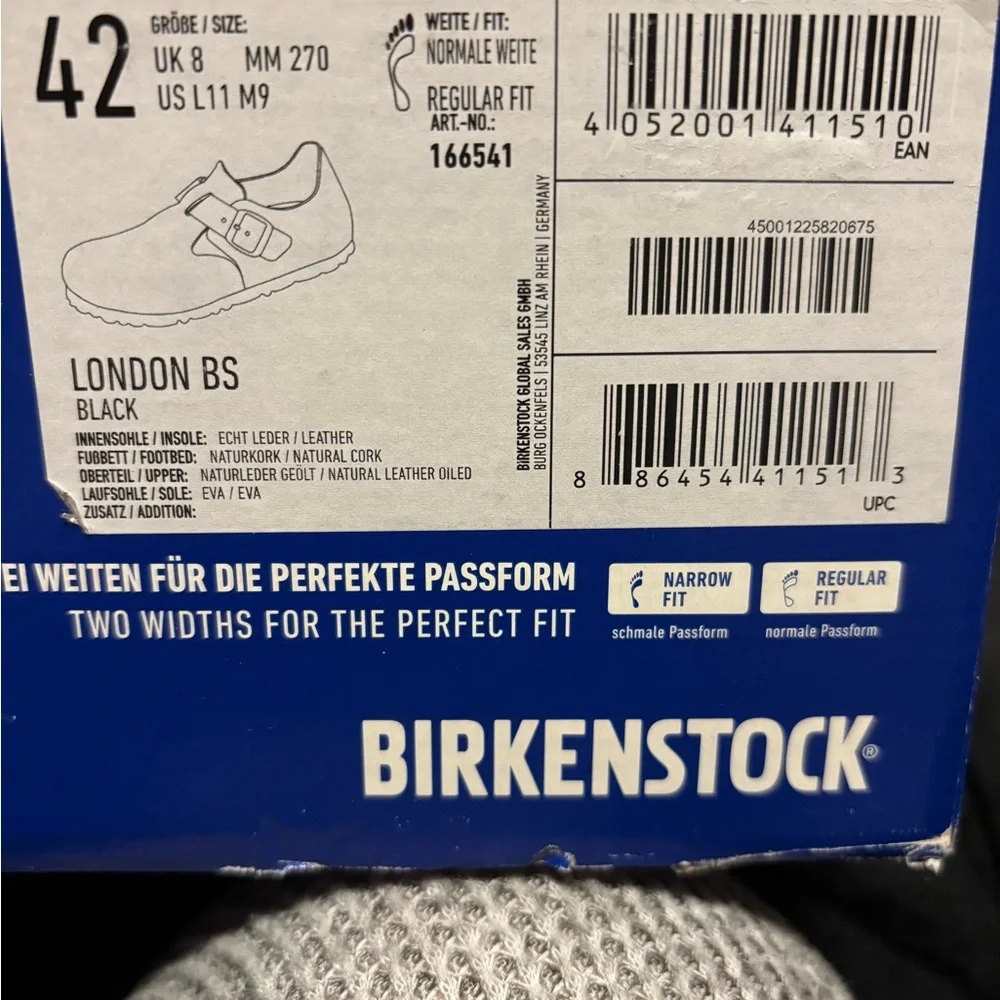 42
GRÖßE / SIZE:
UK 8 MM 270
US L11 M9
WEITE / FIT:
NORMALE WEITE
REGULAR FIT
ART.-NO.:
166541
LONDON BS
BLACK
INNENSOHLE / INSOLE: ECHT LEDER / LEATHER
FUßBETT / FOOTBED: NATURKORK / NATURAL CORK
OBERTEIL / UPPER: NATURLEDER GEÖLT / NATURAL LEATHER OILED
LAUFSOHLE / SOLE: EVA / EVA
ZUSATZ / ADDITION:
BIRKENSTOCK GLOBAL SALES GMBH
BURG OCKENFELS | 53545 LINZ AM RHEIN | GERMANY
4 052001 411510
EAN
45001225820675
8 86454 41151 3
UPC
EI WEITEN FÜR DIE PERFEKTE PASSFORM
TWO WIDTHS FOR THE PERFECT FIT
NARROW
FIT
schmale Passform
REGULAR
FIT
normale Passform
BIRKENSTOCK®